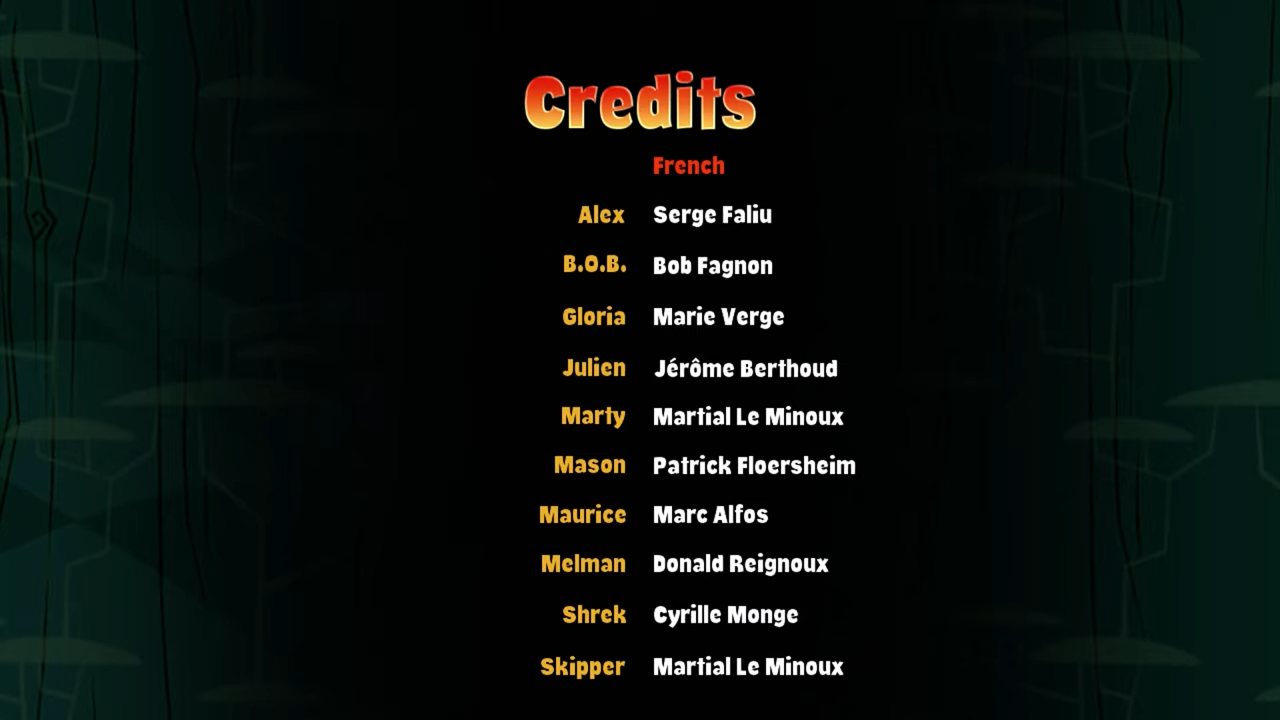 Credits
French
Alex Serge Faliu
B.O.B. Bob Fagnon
Gloria Marie Verge
Julien Jérôme Berthoud
Marty Martial Le Minoux
Mason Patrick Floersheim
Maurice Marc Alfos
Melman Donald Reignoux
Shrek Cyrille Monge
Skipper Martial Le Minoux